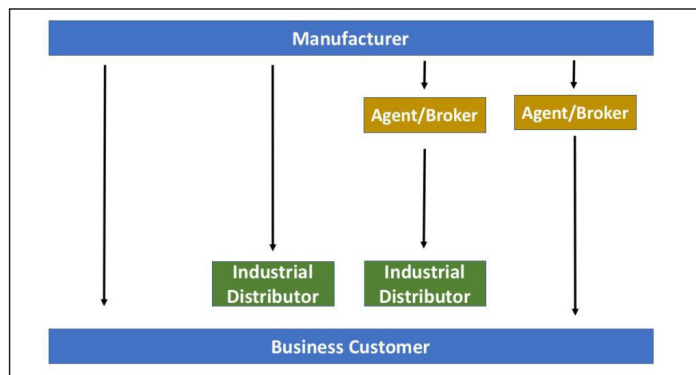 Manufacturer
Agent/Broker
Agent/Broker
Industrial
Distributor
Industrial
Distributor
Business Customer